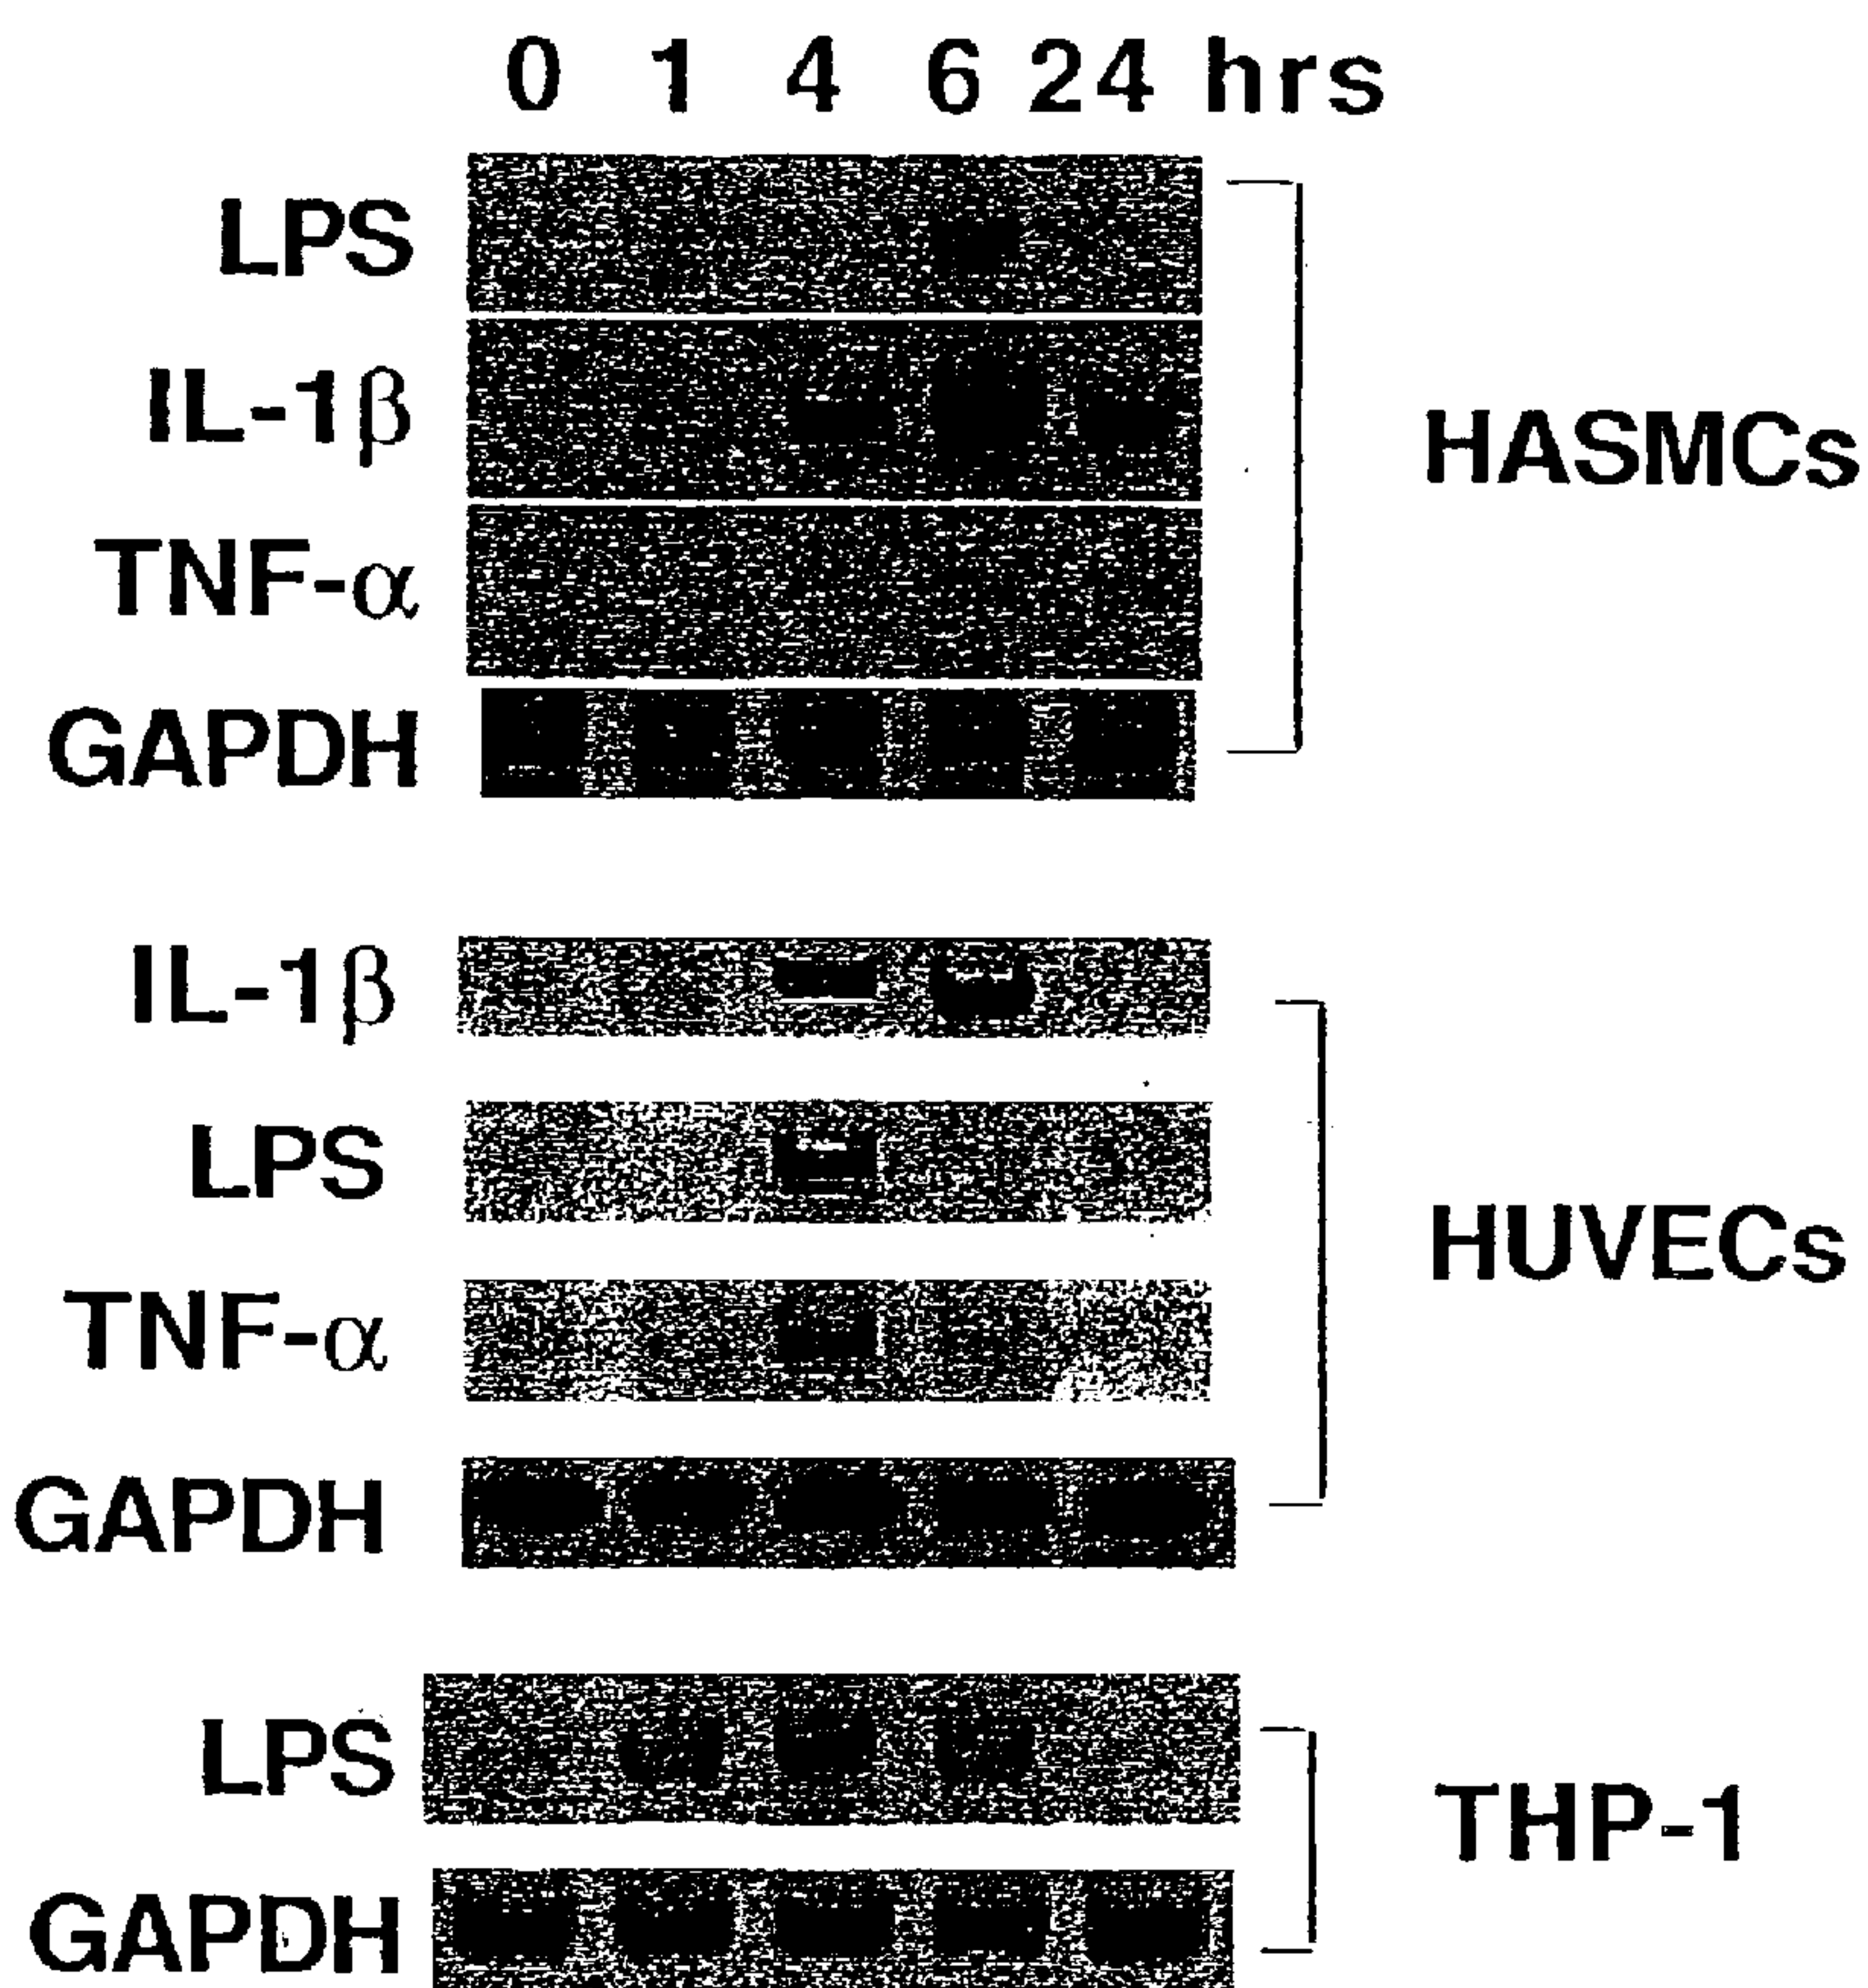 0 1 4 6 24 hrs
LPS
IL-1β
TNF-α
GAPDH
HASMCs
IL-1β
LPS
TNF-α
GAPDH
HUVECs
LPS
GAPDH
THP-1